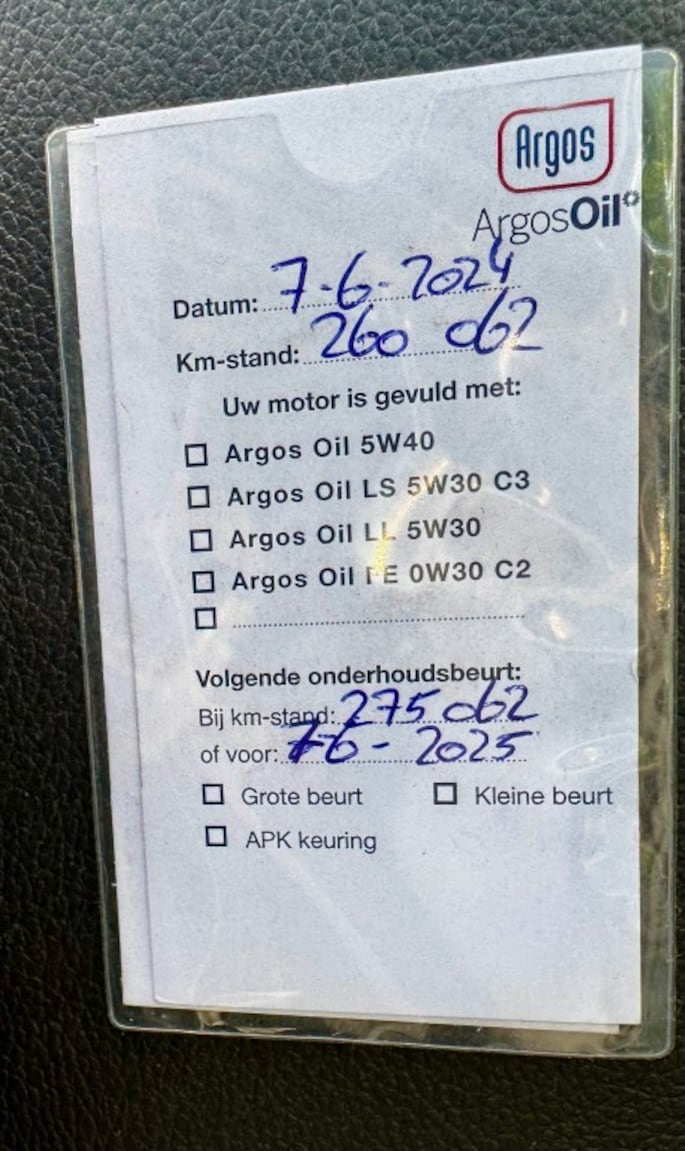 Argos
ArgosOil
Datum: 7-6-2024
Km-stand: 260 062
Uw motor is gevuld met:
Argos Oil 5W40
Argos Oil LS 5W30 C3
Argos Oil LL 5W30
Argos Oil FE 0W30 C2
Volgende onderhoudsbeurt:
Bij km-stand: 275 062
of voor: 7-6-2025
Grote beurt Kleine beurt
APK keuring